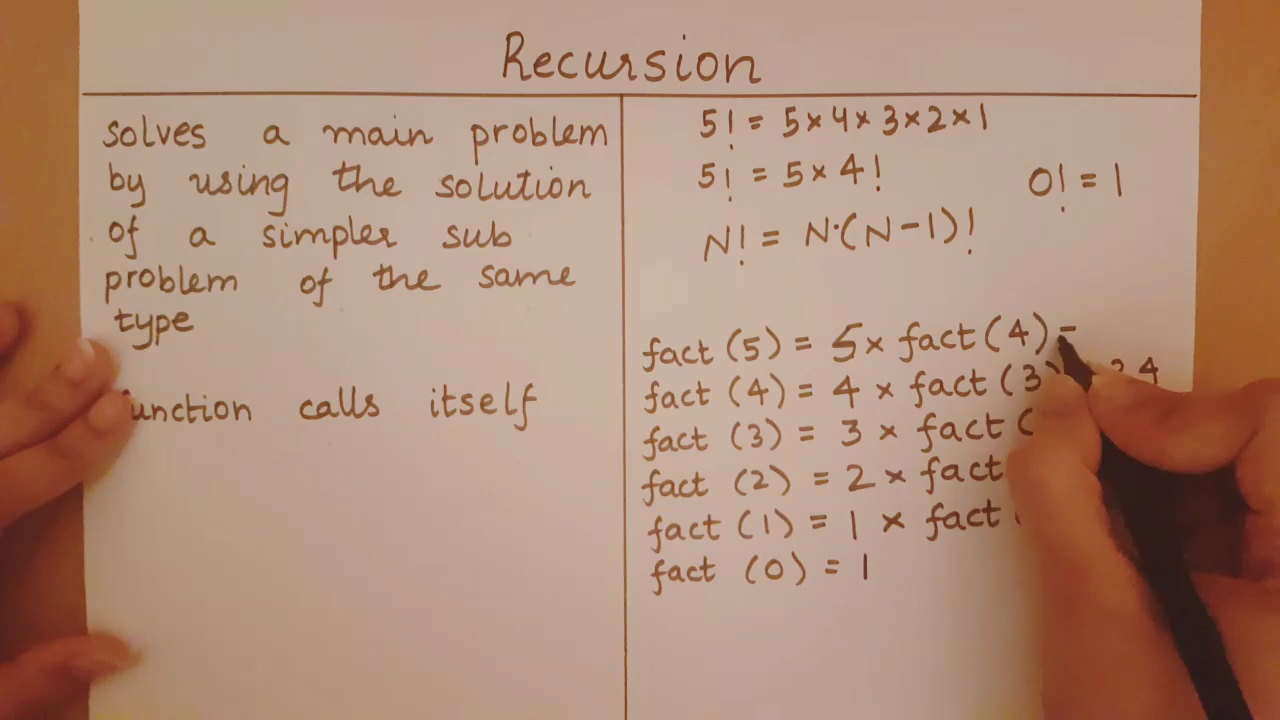 Recursion
solves a main problem
by using the solution
of a simpler sub
problem of the same
type
calls itself
5! = 5 × 4 × 3 × 2 × 1
5! = 5 × 4!
0! = 1
N! = N·(N-1)!
fact (5) = 5 × fact (4) =
fact (4) = 4 × fact (3) 24
fact (3) = 3 × fact (
fact (2) = 2 × fact
fact (1) = 1 × fact
fact (0) = 1